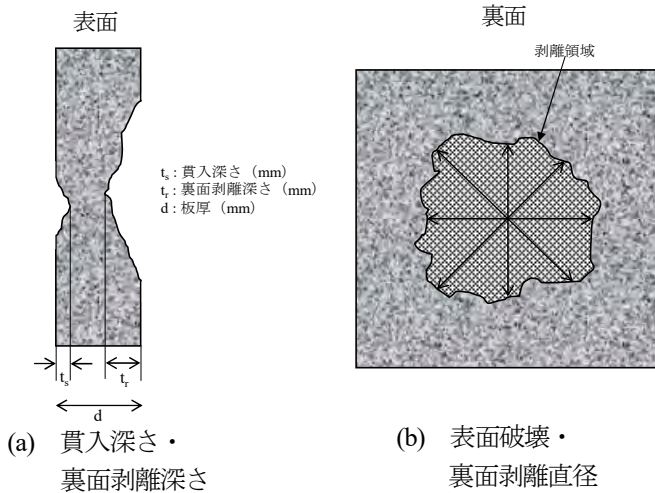 表面
裏面
剥離領域
ts : 貫入深さ（mm）
tr : 裏面剥離深さ（mm）
d : 板厚（mm）
ts
tr
d
(a) 貫入深さ・
裏面剥離深さ
(b) 表面破壊・
裏面剥離直径